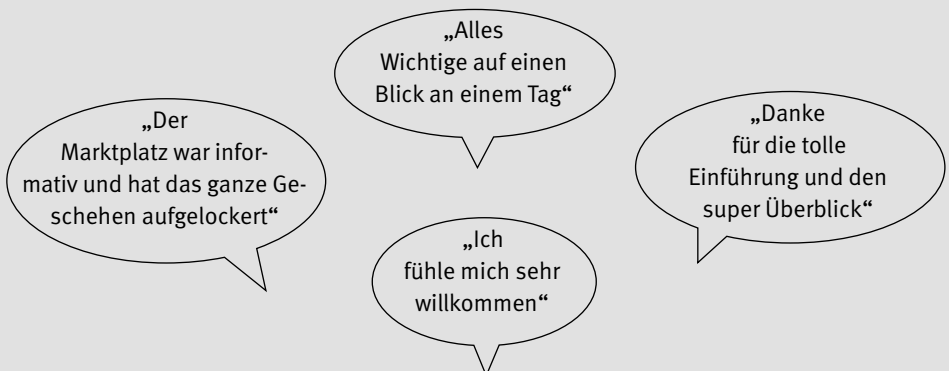 „Alles
Wichtige auf einen
Blick an einem Tag“
„Der
Marktplatz war infor-
mativ und hat das ganze Ge-
schehen aufgelockert“
„Danke
für die tolle
Einführung und den
super Überblick“
„Ich
fühle mich sehr
willkommen“